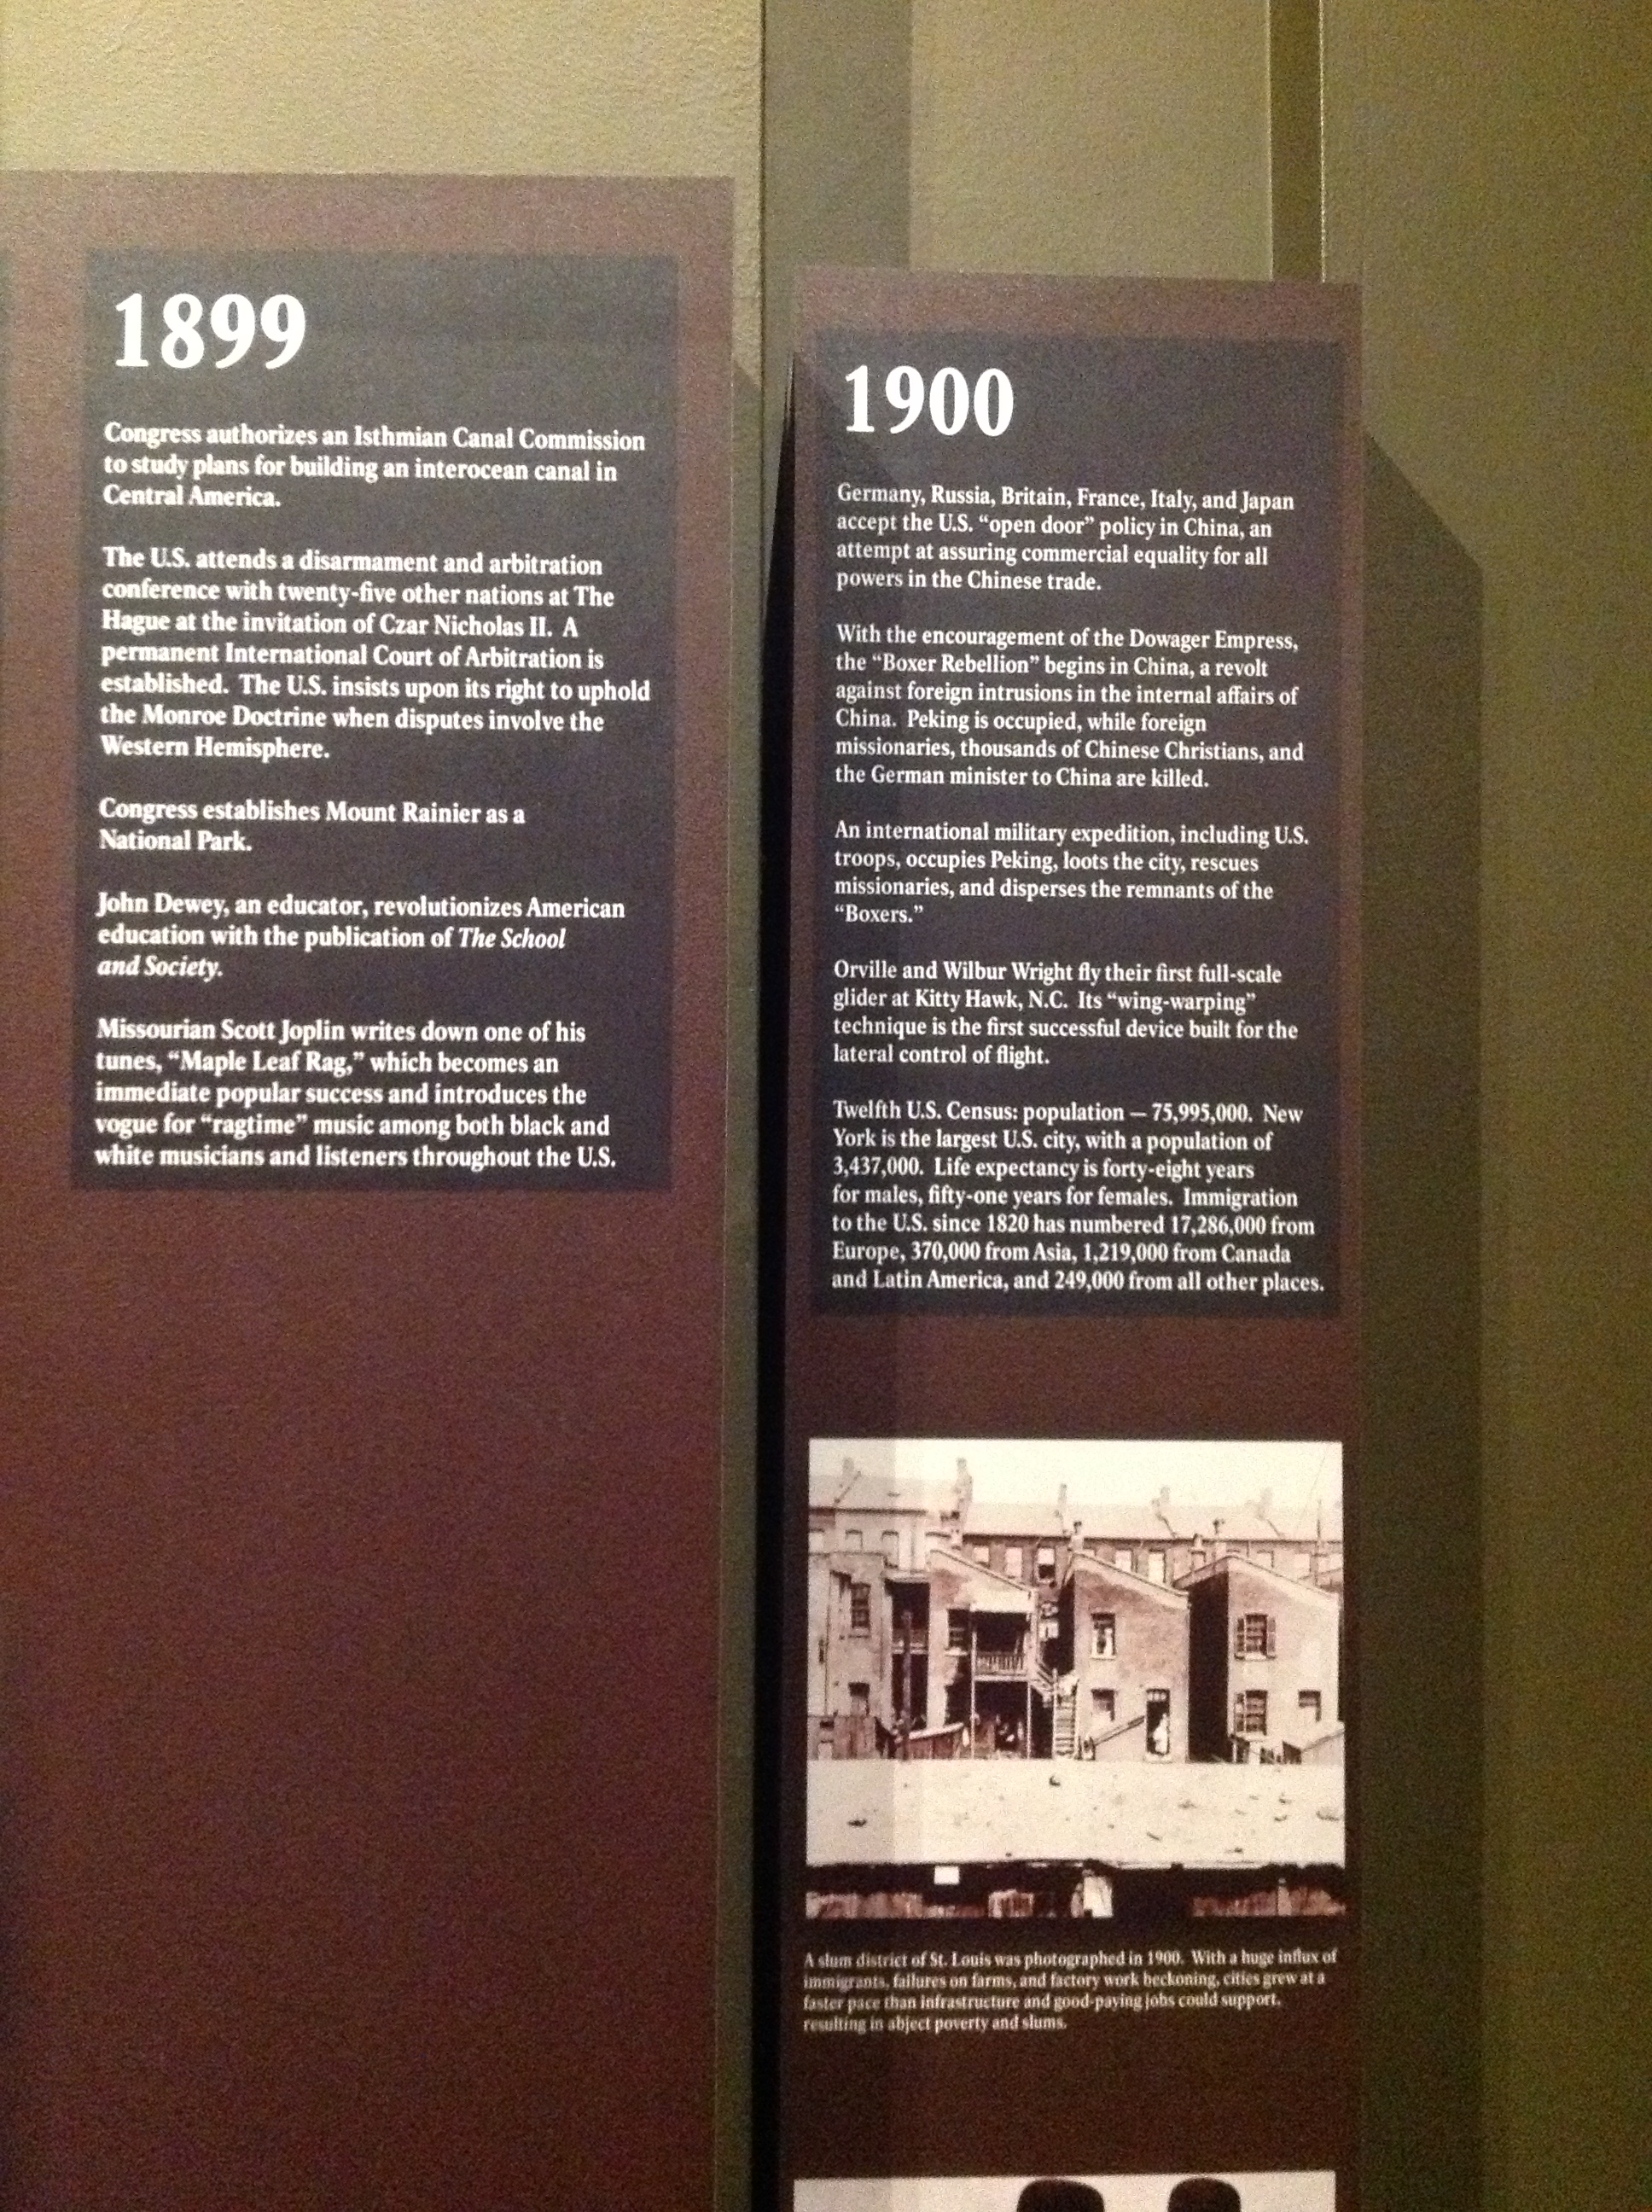 1899
Congress authorizes an Isthmian Canal Commission
to study plans for building an interocean canal in
Central America.
The U.S. attends a disarmament and arbitration
conference with twenty-five other nations at The
Hague at the invitation of Czar Nicholas II. A
permanent International Court of Arbitration is
established. The U.S. insists upon its right to uphold
the Monroe Doctrine when disputes involve the
Western Hemisphere.
Congress establishes Mount Rainier as a
National Park.
John Dewey, an educator, revolutionizes American
education with the publication of The School
and Society.
Missourian Scott Joplin writes down one of his
tunes, “Maple Leaf Rag,” which becomes an
immediate popular success and introduces the
vogue for “ragtime” music among both black and
white musicians and listeners throughout the U.S.
1900
Germany, Russia, Britain, France, Italy, and Japan
accept the U.S. “open door” policy in China, an
attempt at assuring commercial equality for all
powers in the Chinese trade.
With the encouragement of the Dowager Empress,
the “Boxer Rebellion” begins in China, a revolt
against foreign intrusions in the internal affairs of
China. Peking is occupied, while foreign
missionaries, thousands of Chinese Christians, and
the German minister to China are killed.
An international military expedition, including U.S.
troops, occupies Peking, loots the city, rescues
missionaries, and disperses the remnants of the
“Boxers.”
Orville and Wilbur Wright fly their first full-scale
glider at Kitty Hawk, N.C. Its “wing-warping”
technique is the first successful device built for the
lateral control of flight.
Twelfth U.S. Census: population — 75,995,000. New
York is the largest U.S. city, with a population of
3,437,000. Life expectancy is forty-eight years
for males, fifty-one years for females. Immigration
to the U.S. since 1820 has numbered 17,286,000 from
Europe, 370,000 from Asia, 1,219,000 from Canada
and Latin America, and 249,000 from all other places.
A slum district of St. Louis was photographed in 1900. With a huge influx of
immigrants, failures on farms, and factory work beckoning, cities grew at a
faster pace than infrastructure and good-paying jobs could support,
resulting in abject poverty and slums.